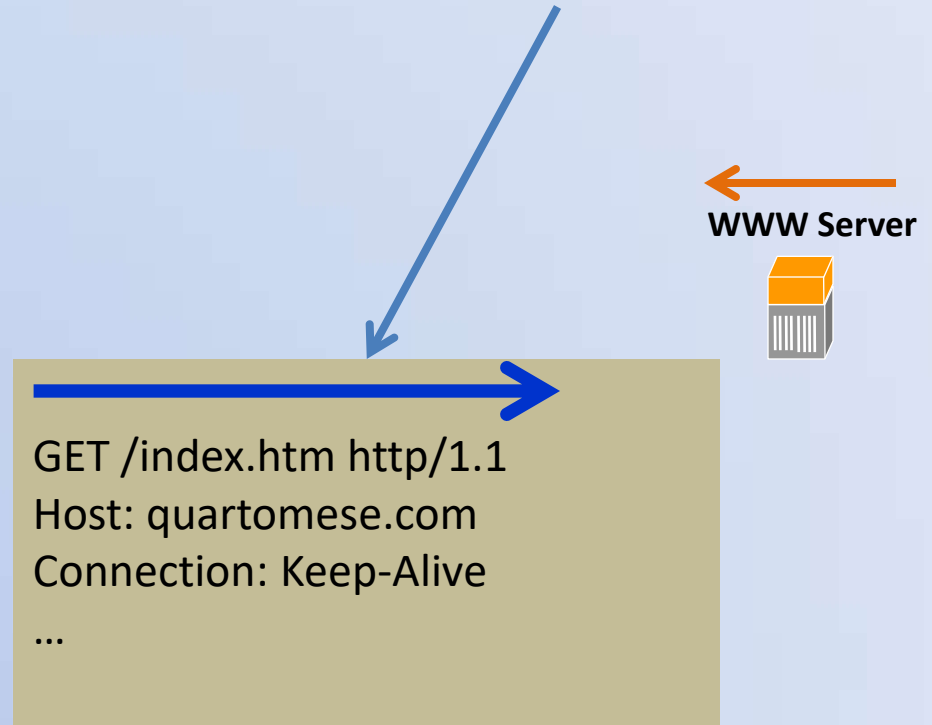 WWW Server
GET /index.htm http/1.1
Host: quartomese.com
Connection: Keep-Alive
…